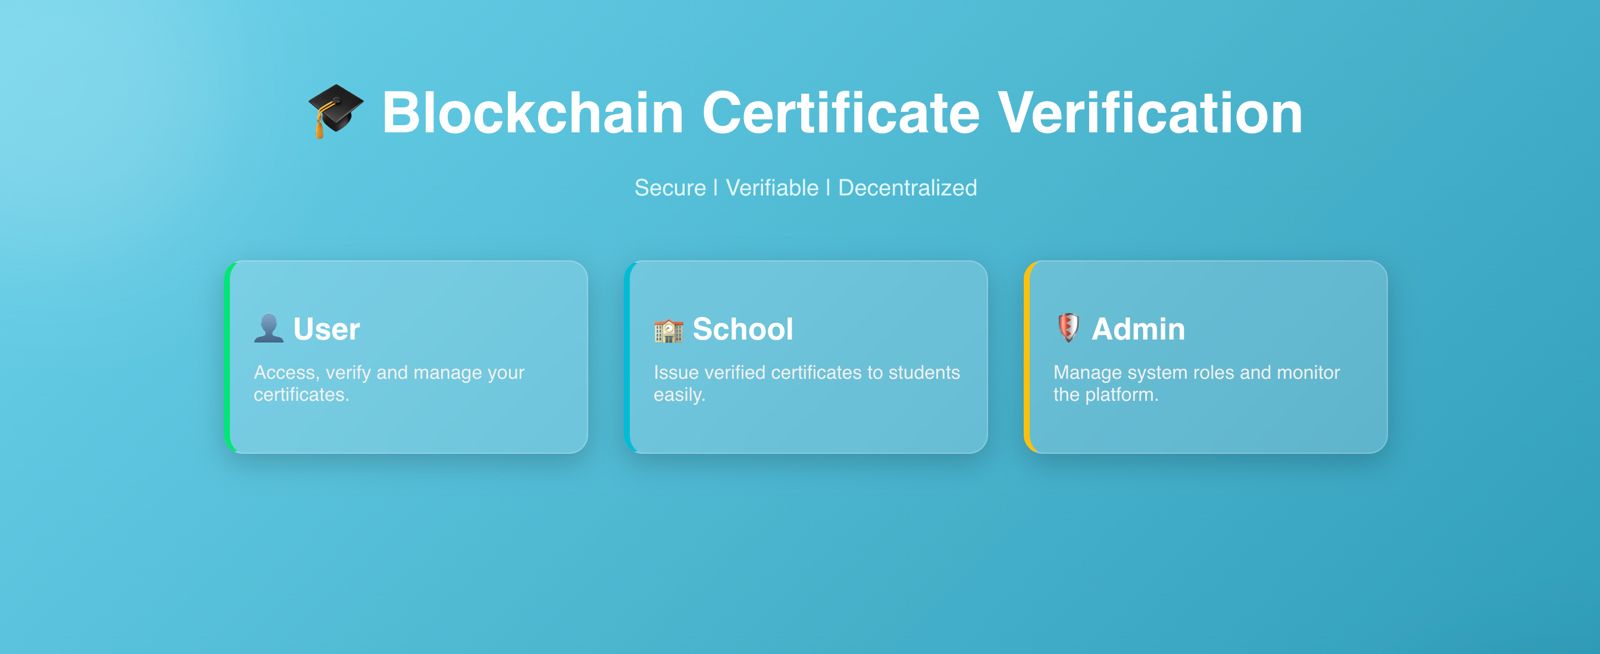 Blockchain Certificate Verification
Secure | Verifiable | Decentralized
User
Access, verify and manage your
certificates.
School
Issue verified certificates to students
easily.
Admin
Manage system roles and monitor
the platform.